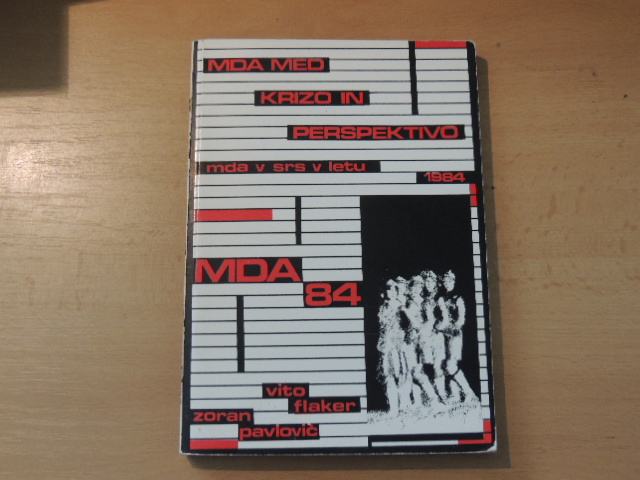 MDA MED
KRIZO IN
PERSPEKTIVO
mda v srs v letu
1984
MDA
84
vito
flaker
zoran
pavlovič